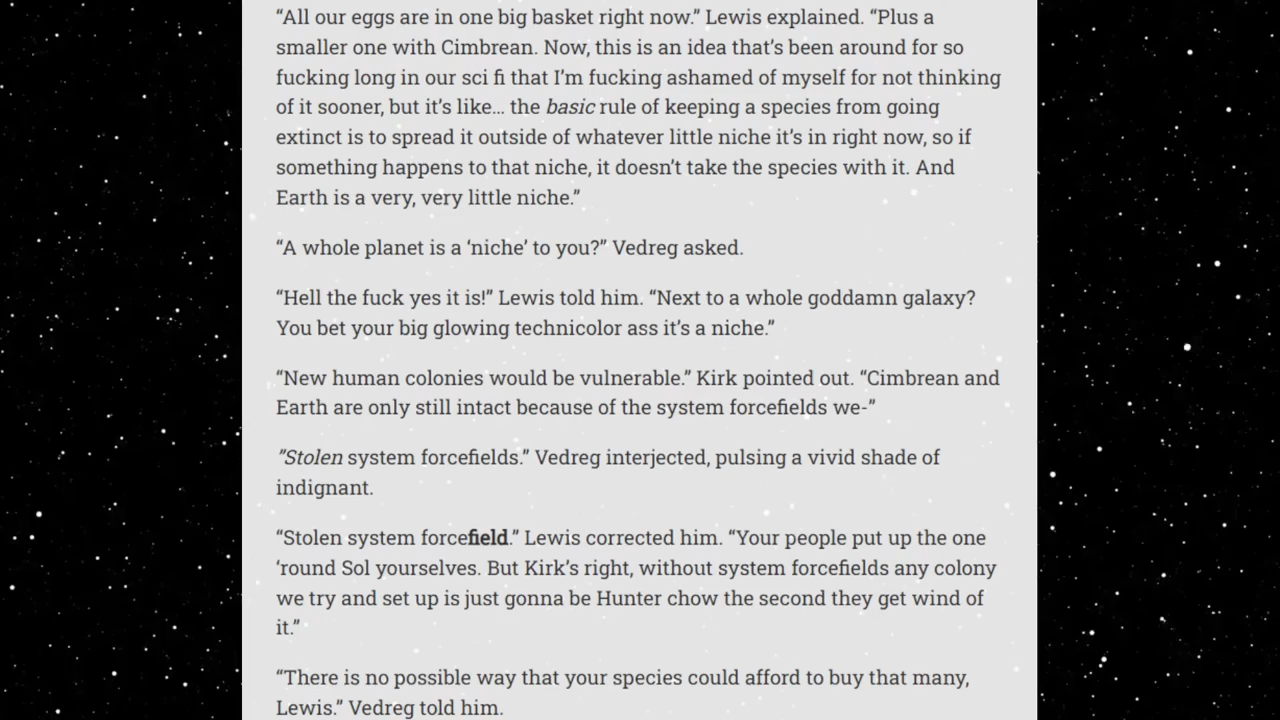 “All our eggs are in one big basket right now.” Lewis explained. “Plus a
smaller one with Cimbrean. Now, this is an idea that’s been around for so
fucking long in our sci fi that I’m fucking ashamed of myself for not thinking
of it sooner, but it’s like… the basic rule of keeping a species from going
extinct is to spread it outside of whatever little niche it’s in right now, so if
something happens to that niche, it doesn’t take the species with it. And
Earth is a very, very little niche.”
“A whole planet is a ‘niche’ to you?” Vedreg asked.
“Hell the fuck yes it is!” Lewis told him. “Next to a whole goddamn galaxy?
You bet your big glowing technicolor ass it’s a niche.”
“New human colonies would be vulnerable.” Kirk pointed out. “Cimbrean and
Earth are only still intact because of the system forcefields we-”
”Stolen system forcefields.” Vedreg interjected, pulsing a vivid shade of
indignant.
“Stolen system forcefield.” Lewis corrected him. “Your people put up the one
‘round Sol yourselves. But Kirk’s right, without system forcefields any colony
we try and set up is just gonna be Hunter chow the second they get wind of
it.”
“There is no possible way that your species could afford to buy that many,
Lewis.” Vedreg told him.